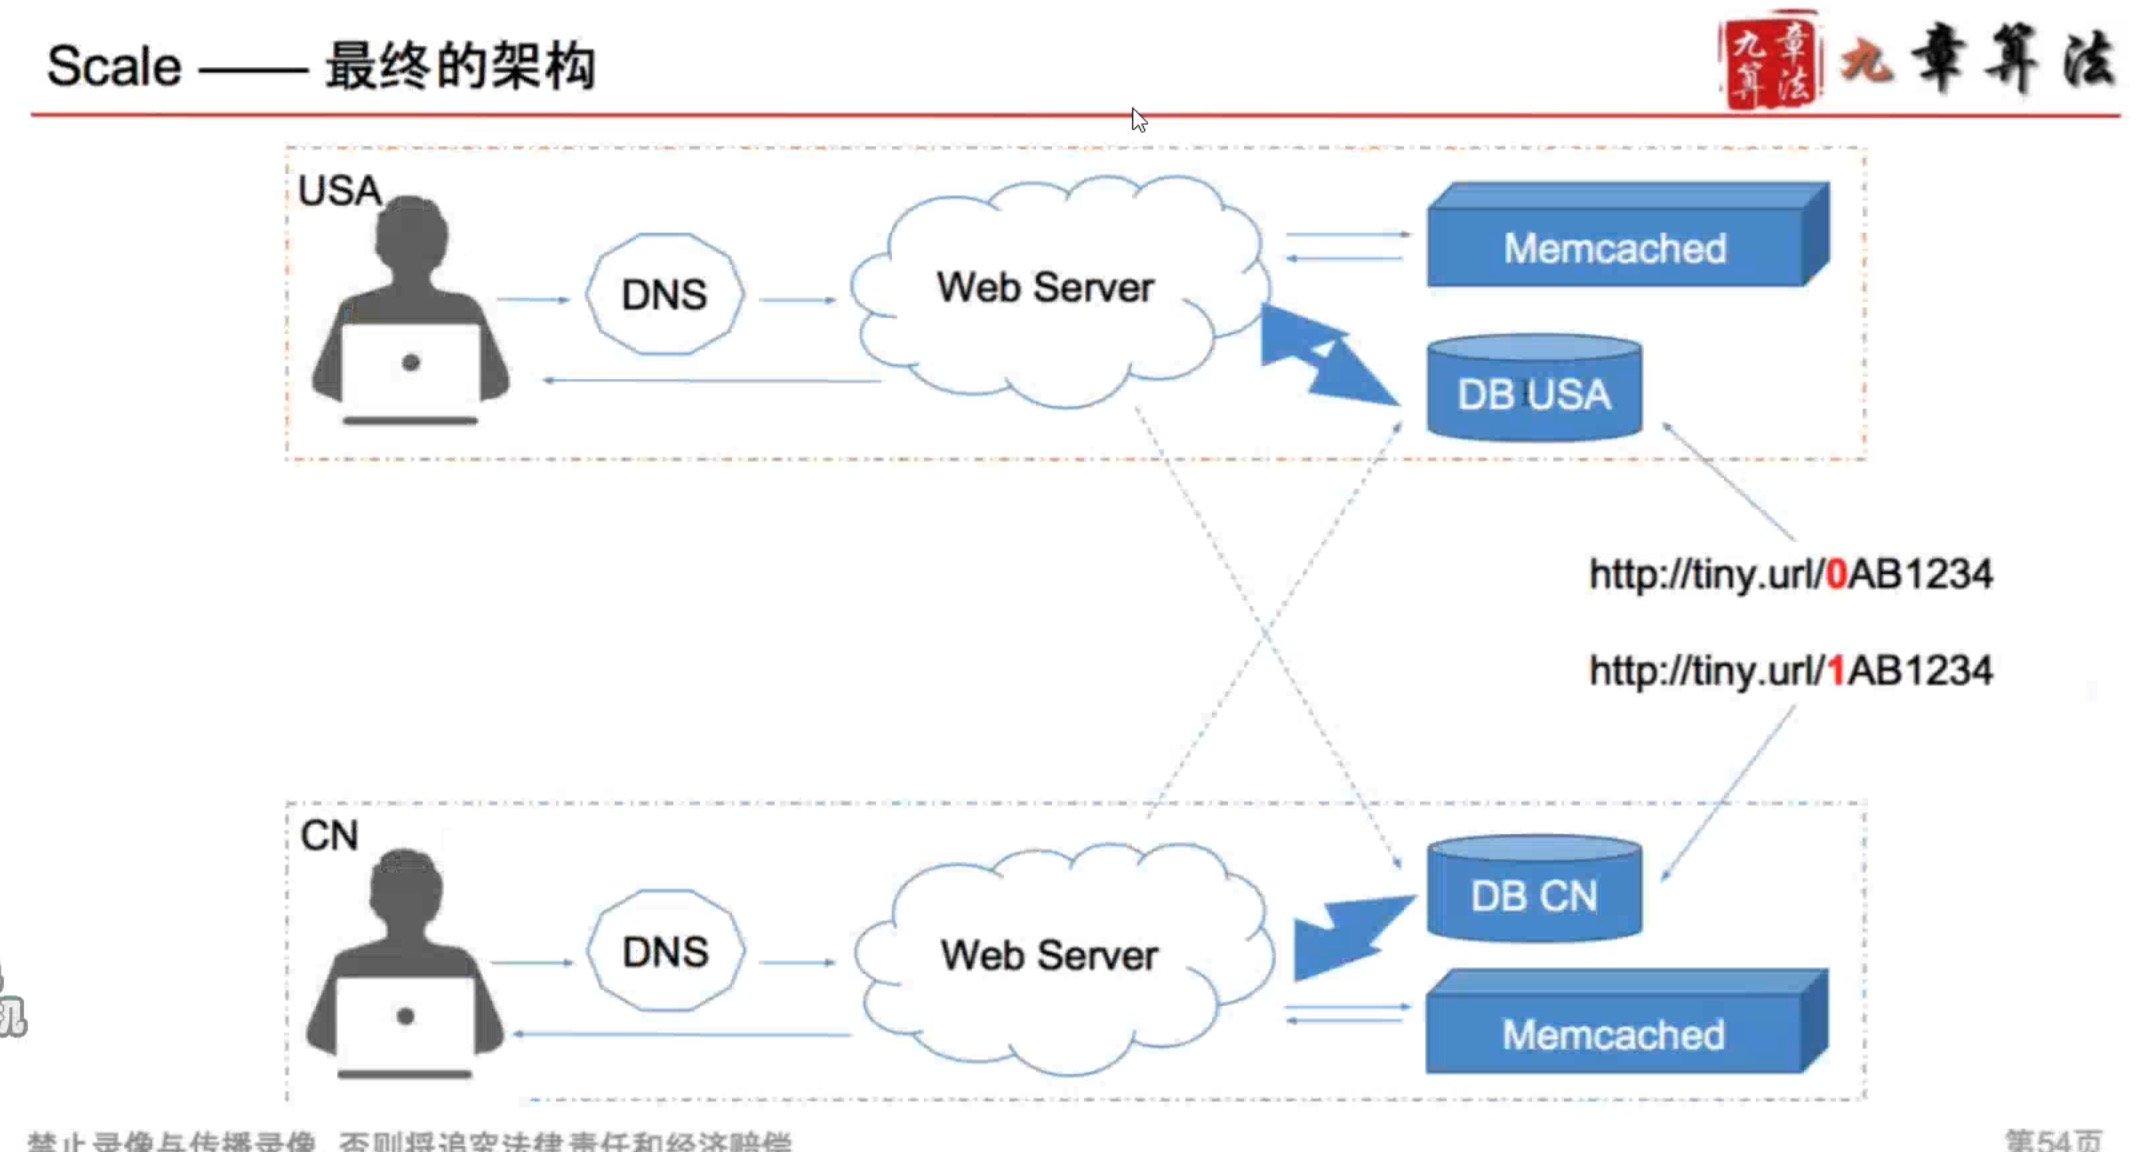 Scale —— 最终的架构
九章算法
九章算法
USA
DNS
Web Server
Memcached
DB USA
http://tiny.url/0AB1234
http://tiny.url/1AB1234
CN
DNS
Web Server
DB CN
Memcached
机
禁止录像与传播录像,否则将追究法律责任和经济赔偿
第54页